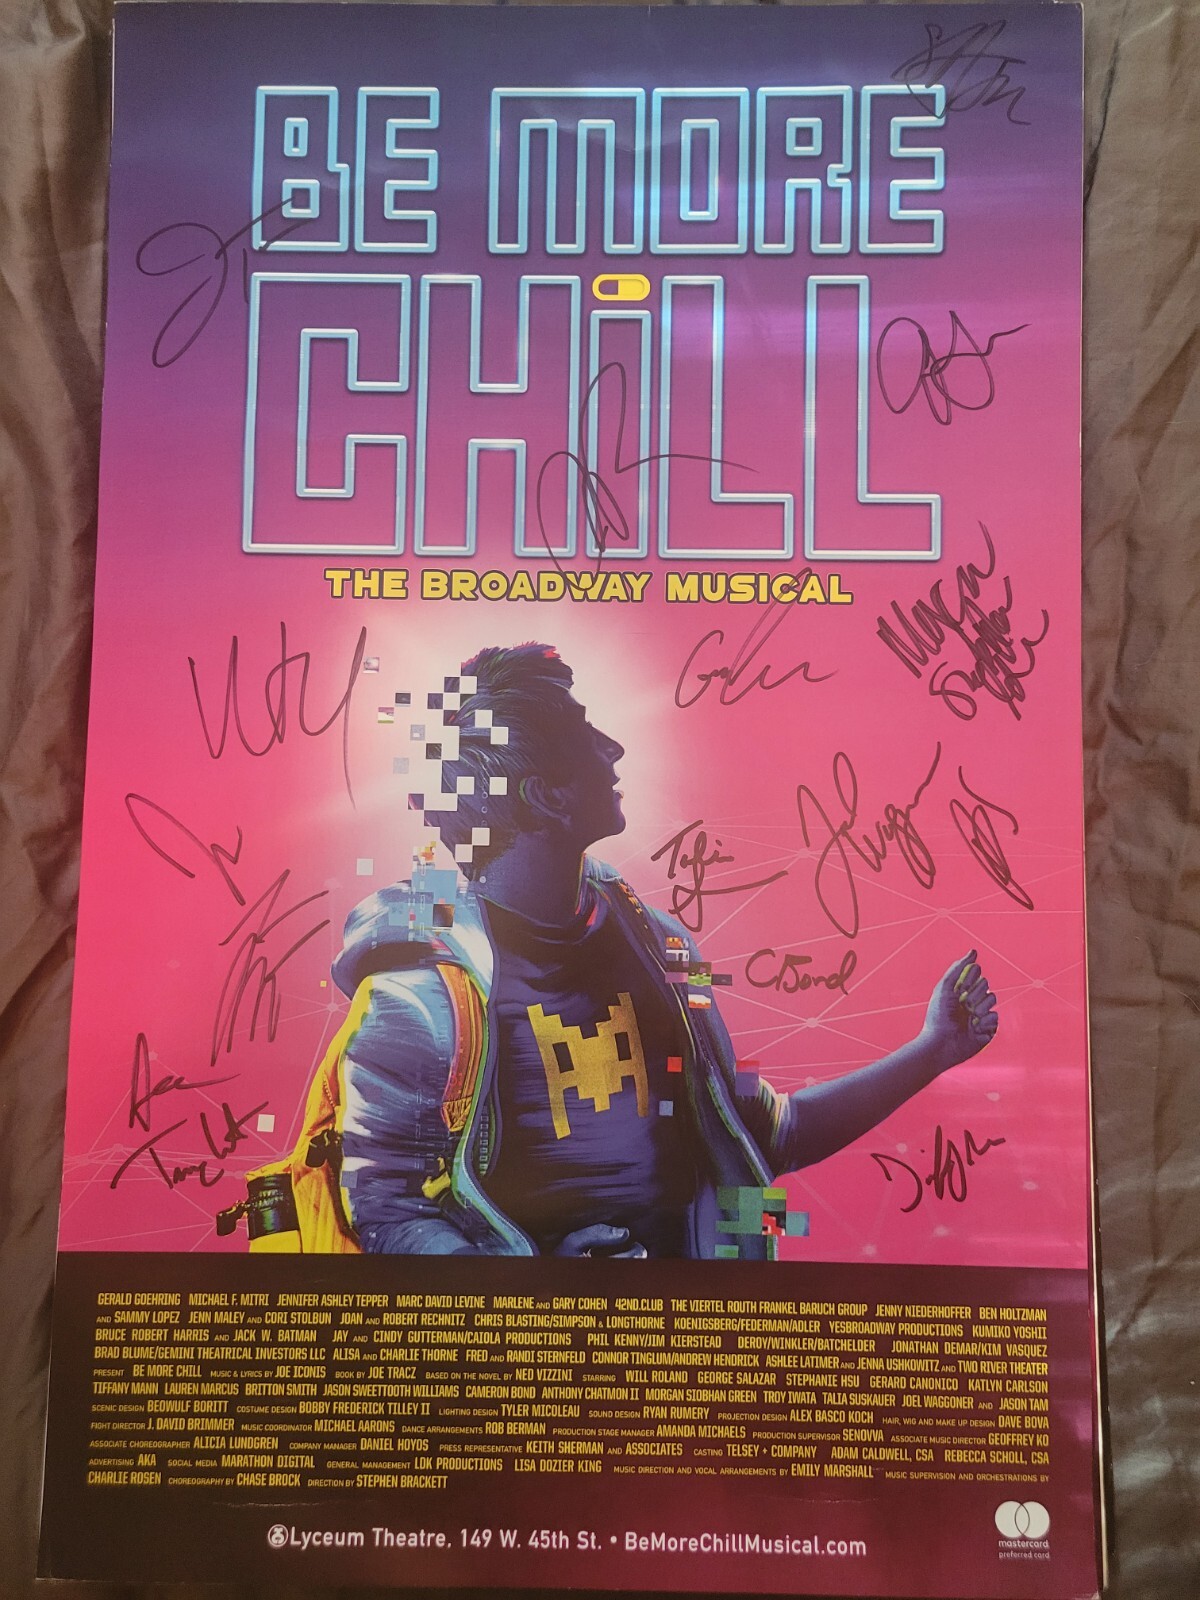 BE MORE
CHiLL
THE BROADWAY MUSICAL
Morgan
Siobhan
Green
Talia
Joel Waggoner
CBond
Troy Iwata
GERALD GOEHRING MICHAEL F. MITRI JENNIFER ASHLEY TEPPER MARC DAVID LEVINE MARLENE AND GARY COHEN 42ND.CLUB THE VIERTEL ROUTH FRANKEL BARUCH GROUP JENNY NIEDERHOFFER BEN HOLTZMAN
AND SAMMY LOPEZ JENN MALEY AND CORI STOLBUN JOAN AND ROBERT RECHNITZ CHRIS BLASTING/SIMPSON & LONGTHORNE KOENIGSBERG/FEDERMAN/ADLER YESBROADWAY PRODUCTIONS KUMIKO YOSHII
BRUCE ROBERT HARRIS AND JACK W. BATMAN JAY AND CINDY GUTTERMAN/CAIOLA PRODUCTIONS PHIL KENNY/JIM KIERSTEAD DEROY/WINKLER/BATCHELDER JONATHAN DEMAR/KIM VASQUEZ
BRAD BLUME/GEMINI THEATRICAL INVESTORS LLC ALISA AND CHARLIE THORNE FRED AND RANDI STERNFELD CONNOR TINGLUM/ANDREW HENDRICK ASHLEE LATIMER AND JENNA USHKOWITZ AND TWO RIVER THEATER
PRESENT BE MORE CHILL MUSIC & LYRICS BY JOE ICONIS BOOK BY JOE TRACZ BASED ON THE NOVEL BY NED VIZZINI STARRING WILL ROLAND GEORGE SALAZAR STEPHANIE HSU GERARD CANONICO KATLYN CARLSON
TIFFANY MANN LAUREN MARCUS BRITTON SMITH JASON SWEETTOOTH WILLIAMS CAMERON BOND ANTHONY CHATMON II MORGAN SIOBHAN GREEN TROY IWATA TALIA SUSKAUER JOEL WAGGONER AND JASON TAM
SCENIC DESIGN BEOWULF BORITT COSTUME DESIGN BOBBY FREDERICK TILLEY II LIGHTING DESIGN TYLER MICOLEAU SOUND DESIGN RYAN RUMERY PROJECTION DESIGN ALEX BASCO KOCH HAIR, WIG AND MAKE UP DESIGN DAVE BOVA
FIGHT DIRECTOR J. DAVID BRIMMER MUSIC COORDINATOR MICHAEL AARONS DANCE ARRANGEMENTS ROB BERMAN PRODUCTION STAGE MANAGER AMANDA MICHAELS PRODUCTION SUPERVISOR SENOVVA ASSOCIATE MUSIC DIRECTOR GEOFFREY KO
ASSOCIATE CHOREOGRAPHER ALICIA LUNDGREN COMPANY MANAGER DANIEL HOYOS PRESS REPRESENTATIVE KEITH SHERMAN AND ASSOCIATES CASTING TELSEY + COMPANY ADAM CALDWELL, CSA REBECCA SCHOLL, CSA
ADVERTISING AKA SOCIAL MEDIA MARATHON DIGITAL GENERAL MANAGEMENT LDK PRODUCTIONS LISA DOZIER KING MUSIC DIRECTION AND VOCAL ARRANGEMENTS BY EMILY MARSHALL MUSIC SUPERVISION AND ORCHESTRATIONS BY
CHARLIE ROSEN CHOREOGRAPHY BY CHASE BROCK DIRECTION BY STEPHEN BRACKETT
Lyceum Theatre, 149 W. 45th St. • BeMoreChillMusical.com
mastercard
preferred card